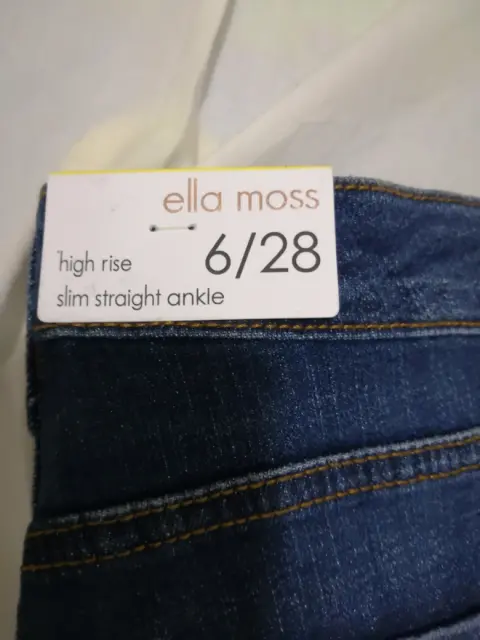 ella moss
6/28
high rise
slim straight ankle